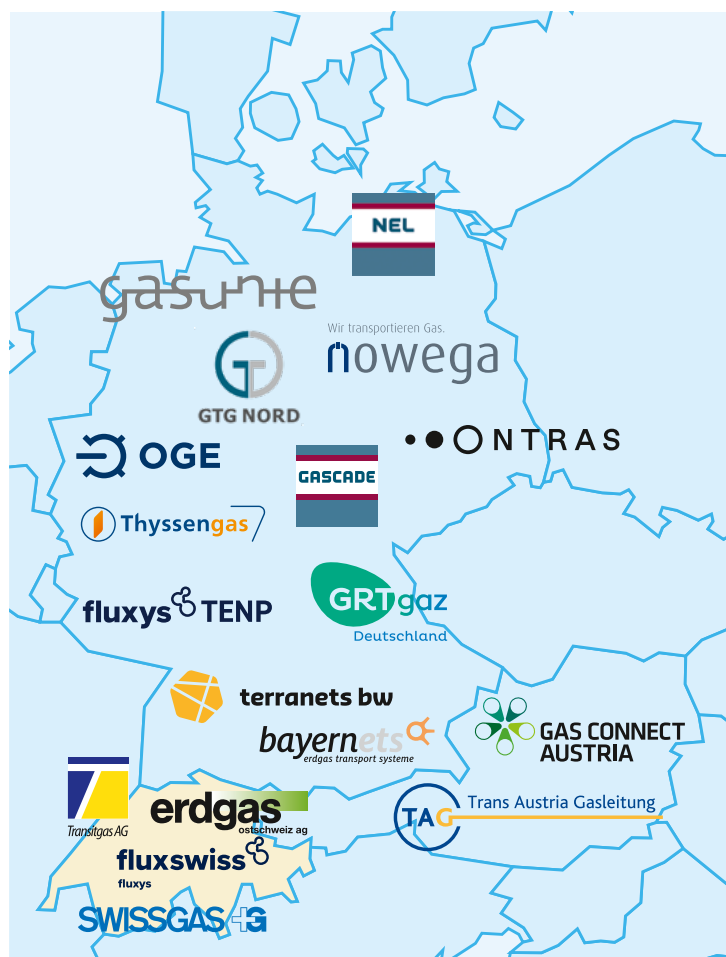 NEL
gasunie
Wir transportieren Gas.
nowega
GTG NORD
ONTRAS
OGE
GASCADE
Thyssengas
GRTgaz
Deutschland
fluxys TENP
terranets bw
bayernets
erdgas transport systeme
GAS CONNECT
AUSTRIA
Transitgas AG
erdgas
ostschweiz ag
TAG Trans Austria Gasleitung
fluxswiss
fluxys
SWISSGAS G